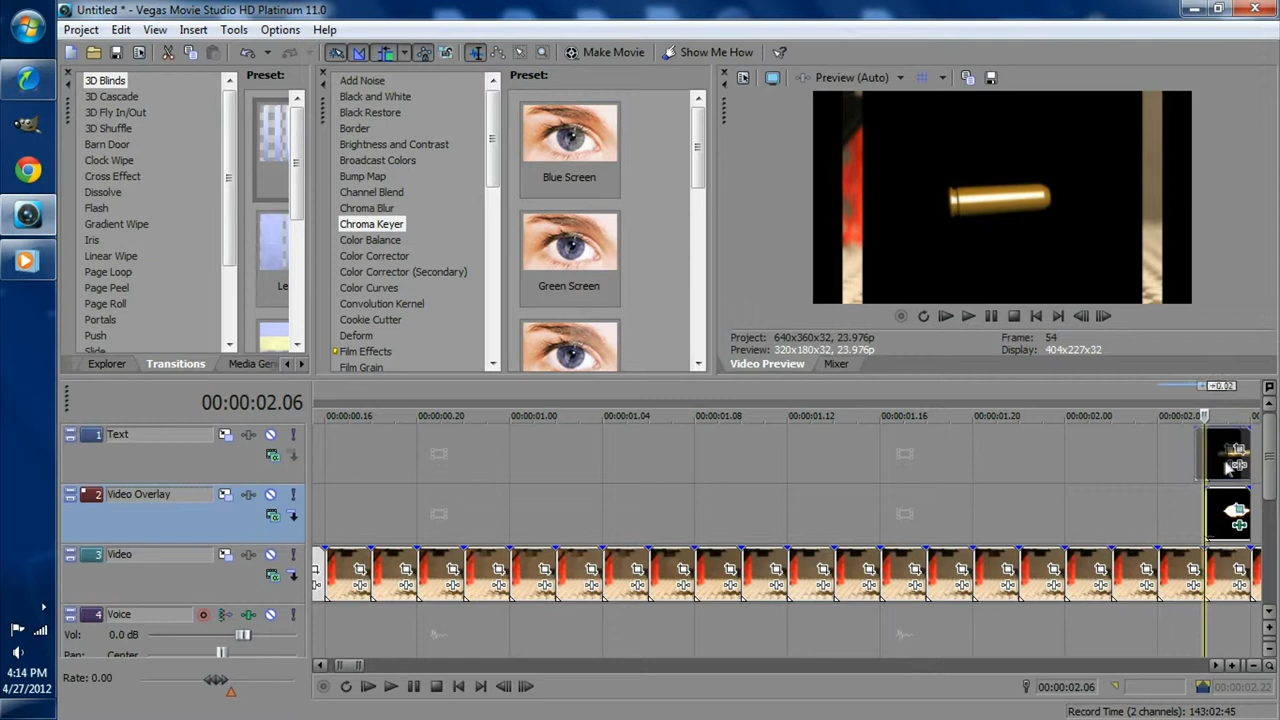 Untitled * - Vegas Movie Studio HD Platinum 11.0
Project Edit View Insert Tools Options Help
Make Movie Show Me How
3D Blinds
3D Cascade
3D Fly In/Out
3D Shuffle
Barn Door
Clock Wipe
Cross Effect
Dissolve
Flash
Gradient Wipe
Iris
Linear Wipe
Page Loop
Page Peel
Page Roll
Portals
Push
Slide
Preset:
Le
Explorer Transitions Media Gen
Add Noise
Black and White
Black Restore
Border
Brightness and Contrast
Broadcast Colors
Bump Map
Channel Blend
Chroma Blur
Chroma Keyer
Color Balance
Color Corrector
Color Corrector (Secondary)
Color Curves
Convolution Kernel
Cookie Cutter
Deform
Film Effects
Film Grain
Preset:
Blue Screen
Green Screen
Preview (Auto)
Project: 640x360x32, 23.976p Frame: 54
Preview: 320x180x32, 23.976p Display: 404x227x32
Video Preview Mixer
00:00:02.06
+0.02
00:00:00.16 00:00:00.20 00:00:01.00 00:00:01.04 00:00:01.08 00:00:01.12 00:00:01.16 00:00:01.20 00:00:02.00
1 Text
2 Video Overlay
3 Video
4 Voice
Vol: 0.0 dB
Pan: Center
Rate: 0.00
00:00:02.06 00:00:02.22
Record Time (2 channels): 143:02:45
4:14 PM
4/27/2012